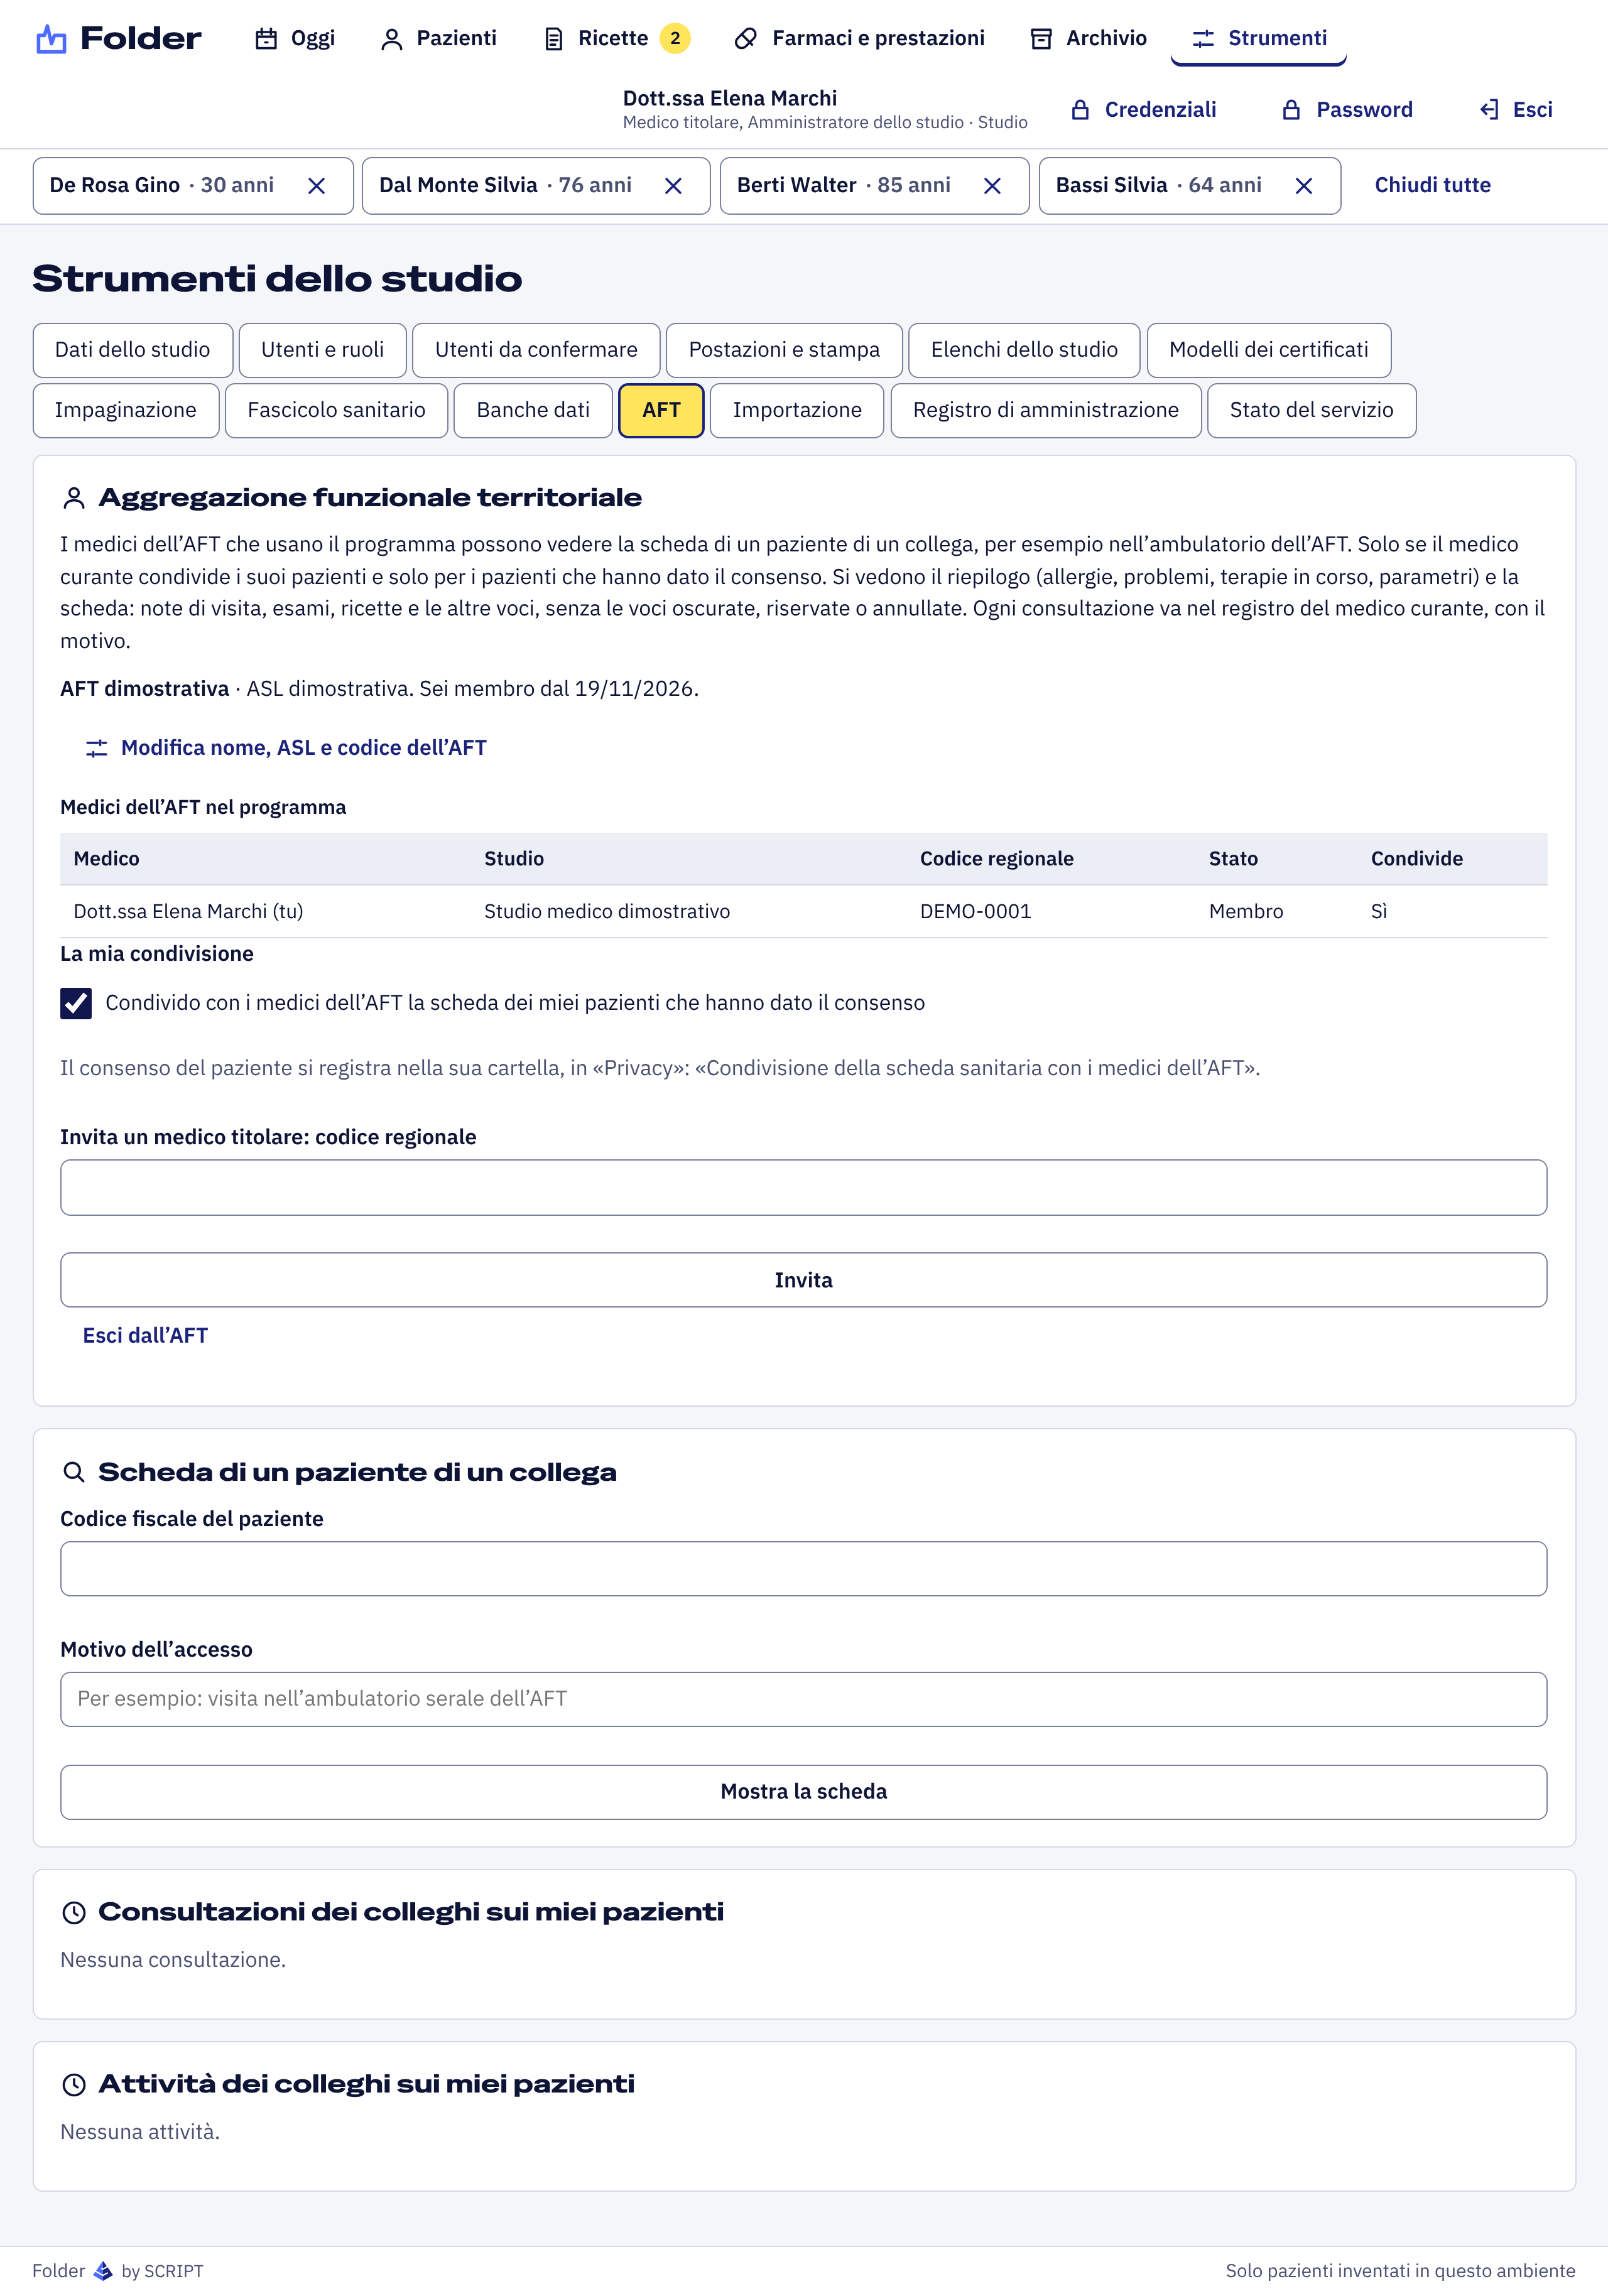 Folder
Oggi
Pazienti
Ricette 2
Farmaci e prestazioni
Archivio
Strumenti
Dott.ssa Elena Marchi
Medico titolare, Amministratore dello studio · Studio
Credenziali
Password
Esci
De Rosa Gino · 30 anni
Dal Monte Silvia · 76 anni
Berti Walter · 85 anni
Bassi Silvia · 64 anni
Chiudi tutte
Strumenti dello studio
Dati dello studio
Utenti e ruoli
Utenti da confermare
Postazioni e stampa
Elenchi dello studio
Modelli dei certificati
Impaginazione
Fascicolo sanitario
Banche dati
AFT
Importazione
Registro di amministrazione
Stato del servizio
Aggregazione funzionale territoriale
I medici dell’AFT che usano il programma possono vedere la scheda di un paziente di un collega, per esempio nell’ambulatorio dell’AFT. Solo se il medico
curante condivide i suoi pazienti e solo per i pazienti che hanno dato il consenso. Si vedono il riepilogo (allergie, problemi, terapie in corso, parametri) e la
scheda: note di visita, esami, ricette e le altre voci, senza le voci oscurate, riservate o annullate. Ogni consultazione va nel registro del medico curante, con il
motivo.
AFT dimostrativa · ASL dimostrativa. Sei membro dal 19/11/2026.
Modifica nome, ASL e codice dell’AFT
Medici dell’AFT nel programma
Medico Studio Codice regionale Stato Condivide
Dott.ssa Elena Marchi (tu) Studio medico dimostrativo DEMO-0001 Membro Sì
La mia condivisione
Condivido con i medici dell’AFT la scheda dei miei pazienti che hanno dato il consenso
Il consenso del paziente si registra nella sua cartella, in «Privacy»: «Condivisione della scheda sanitaria con i medici dell’AFT».
Invita un medico titolare: codice regionale
Invita
Esci dall’AFT
Scheda di un paziente di un collega
Codice fiscale del paziente
Motivo dell’accesso
Per esempio: visita nell’ambulatorio serale dell’AFT
Mostra la scheda
Consultazioni dei colleghi sui miei pazienti
Nessuna consultazione.
Attività dei colleghi sui miei pazienti
Nessuna attività.
Folder by SCRIPT
Solo pazienti inventati in questo ambiente